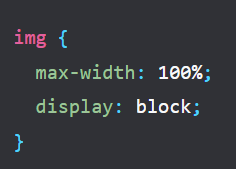 img {
  max-width: 100%;
  display: block;
}